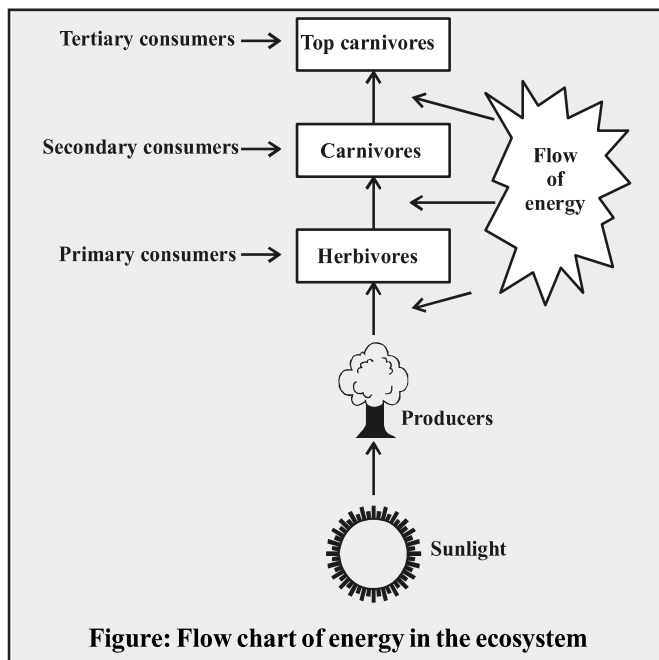 Tertiary consumers
Top carnivores
Secondary consumers
Carnivores
Flow
of
energy
Primary consumers
Herbivores
Producers
Sunlight
Figure: Flow chart of energy in the ecosystem